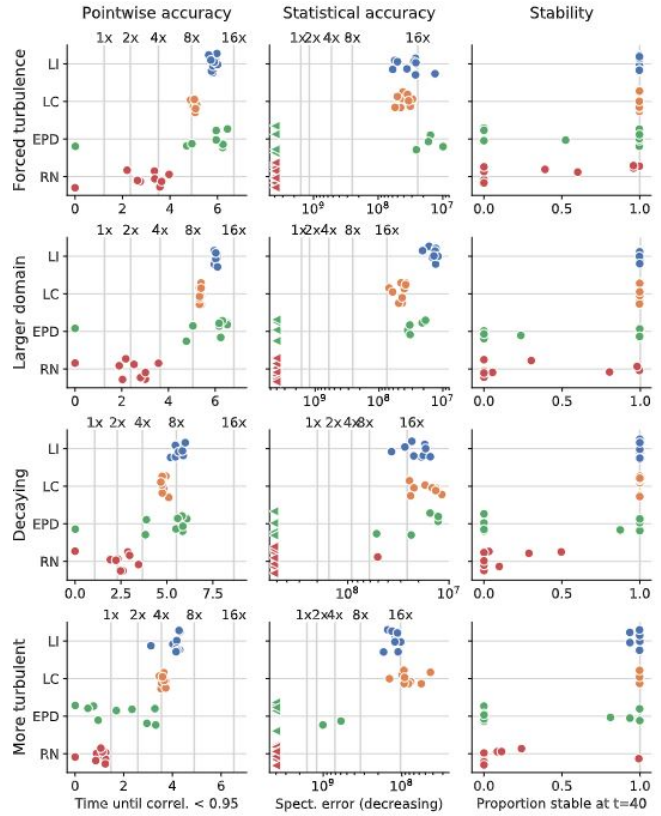 Pointwise accuracy Statistical accuracy Stability
1x 2x 4x 8x 16x 1x2x4x 8x 16x
Forced turbulence
LI
LC
EPD
RN
0 2 4 6 10⁹ 10⁸ 10⁷ 0.0 0.5 1.0
1x 2x 4x 8x 16x 1x2x4x 8x 16x
Larger domain
LI
LC
EPD
RN
0 2 4 6 10⁹ 10⁸ 10⁷ 0.0 0.5 1.0
1x 2x 4x 8x 16x 1x 2x 4x8x 16x
Decaying
LI
LC
EPD
RN
0.0 2.5 5.0 7.5 10⁸ 10⁷ 0.0 0.5 1.0
1x 2x 4x 8x 16x 1x2x4x 8x 16x
More turbulent
LI
LC
EPD
RN
0 2 4 6 10⁹ 10⁸ 0.0 0.5 1.0
Time until correl. < 0.95 Spect. error (decreasing) Proportion stable at t=40